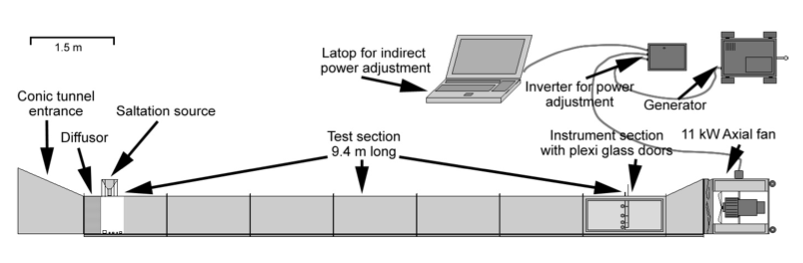 1.5 m
Latop for indirect
power adjustment
Inverter for power
adjustment
Generator
Conic tunnel
entrance
Diffusor
Saltation source
Test section
9.4 m long
Instrument section
with plexi glass doors
11 kW Axial fan